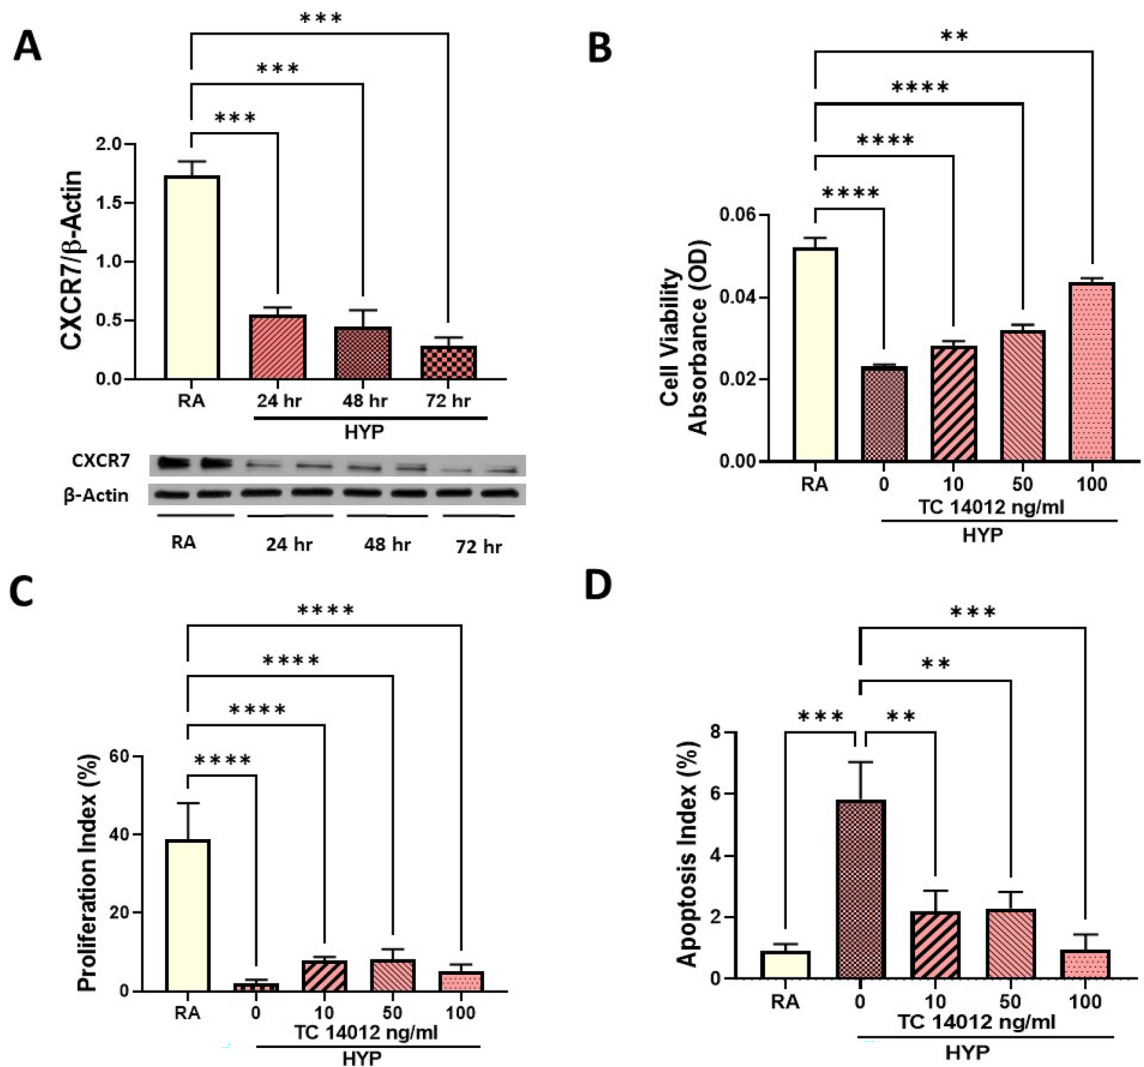 A
***
***
***
CXCR7/β-Actin
2.0
1.5
1.0
0.5
0.0
RA 24 hr 48 hr 72 hr
HYP
CXCR7
β-Actin
RA 24 hr 48 hr 72 hr
B
**
****
****
****
Cell Viability
Absorbance (OD)
0.06
0.04
0.02
0.00
RA 0 10 50 100
TC 14012 ng/ml
HYP
C
****
****
****
****
Proliferation Index (%)
60
40
20
0
RA 0 10 50 100
TC 14012 ng/ml
HYP
D
***
**
*** **
Apoptosis Index (%)
8
6
4
2
0
RA 0 10 50 100
TC 14012 ng/ml
HYP